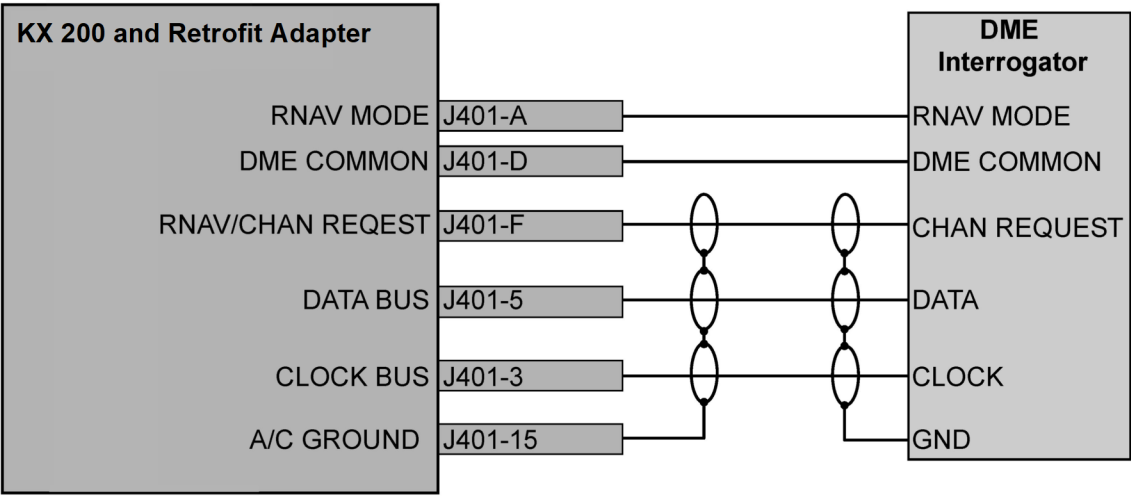 KX 200 and Retrofit Adapter
DME
Interrogator
RNAV MODE J401-A RNAV MODE
DME COMMON J401-D DME COMMON
RNAV/CHAN REQEST J401-F CHAN REQUEST
DATA BUS J401-5 DATA
CLOCK BUS J401-3 CLOCK
A/C GROUND J401-15 GND